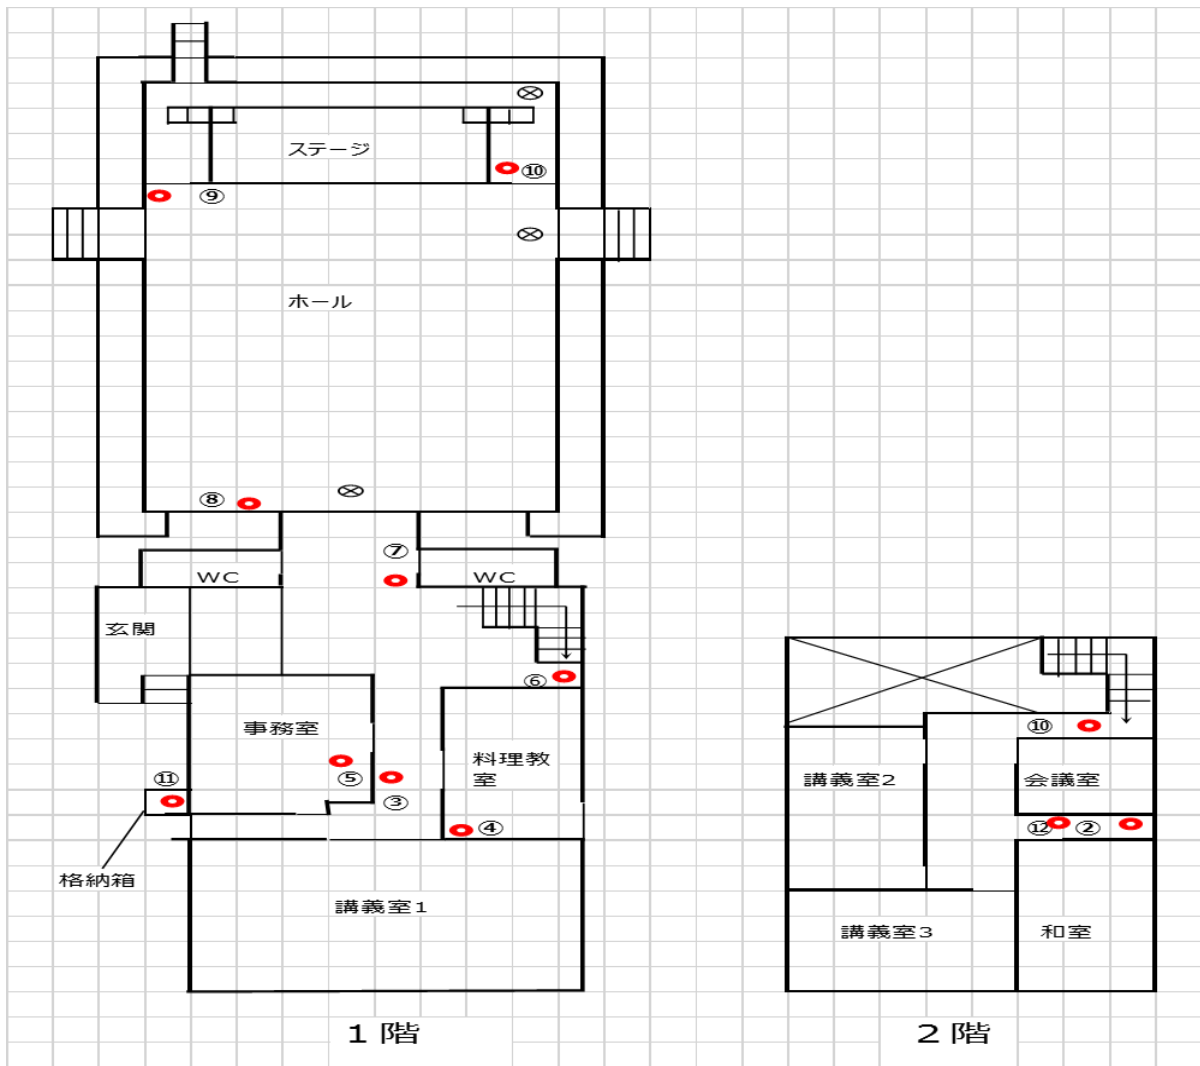 ステージ
⑩
⑨
ホール
⑧
⑦
WC
WC
玄関
⑥
事務室
料理教
室
⑪
⑤
③
④
格納箱
講義室1
1階
⑩
講義室2
会議室
⑫
②
講義室3
和室
2階